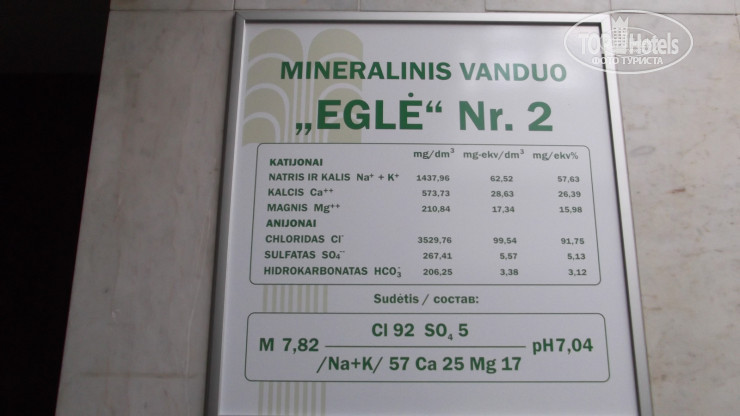 TOP Hotels
ФОТО ТУРИСТА
MINERALINIS VANDUO
„EGLĖ“ Nr. 2
mg/dm³ mg-ekv/dm³ mg/ekv%
KATIJONAI
NATRIS IR KALIS Na⁺ + K⁺ 1437,96 62,52 57,63
KALCIS Ca⁺⁺ 573,73 28,63 26,39
MAGNIS Mg⁺⁺ 210,84 17,34 15,98
ANIJONAI
CHLORIDAS Cl⁻ 3529,76 99,54 91,75
SULFATAS SO₄⁻⁻ 267,41 5,57 5,13
HIDROKARBONATAS HCO₃⁻ 206,25 3,38 3,12
Sudėtis / состав:
Cl 92 SO₄ 5
M 7,82 pH7,04
/Na+K/ 57 Ca 25 Mg 17